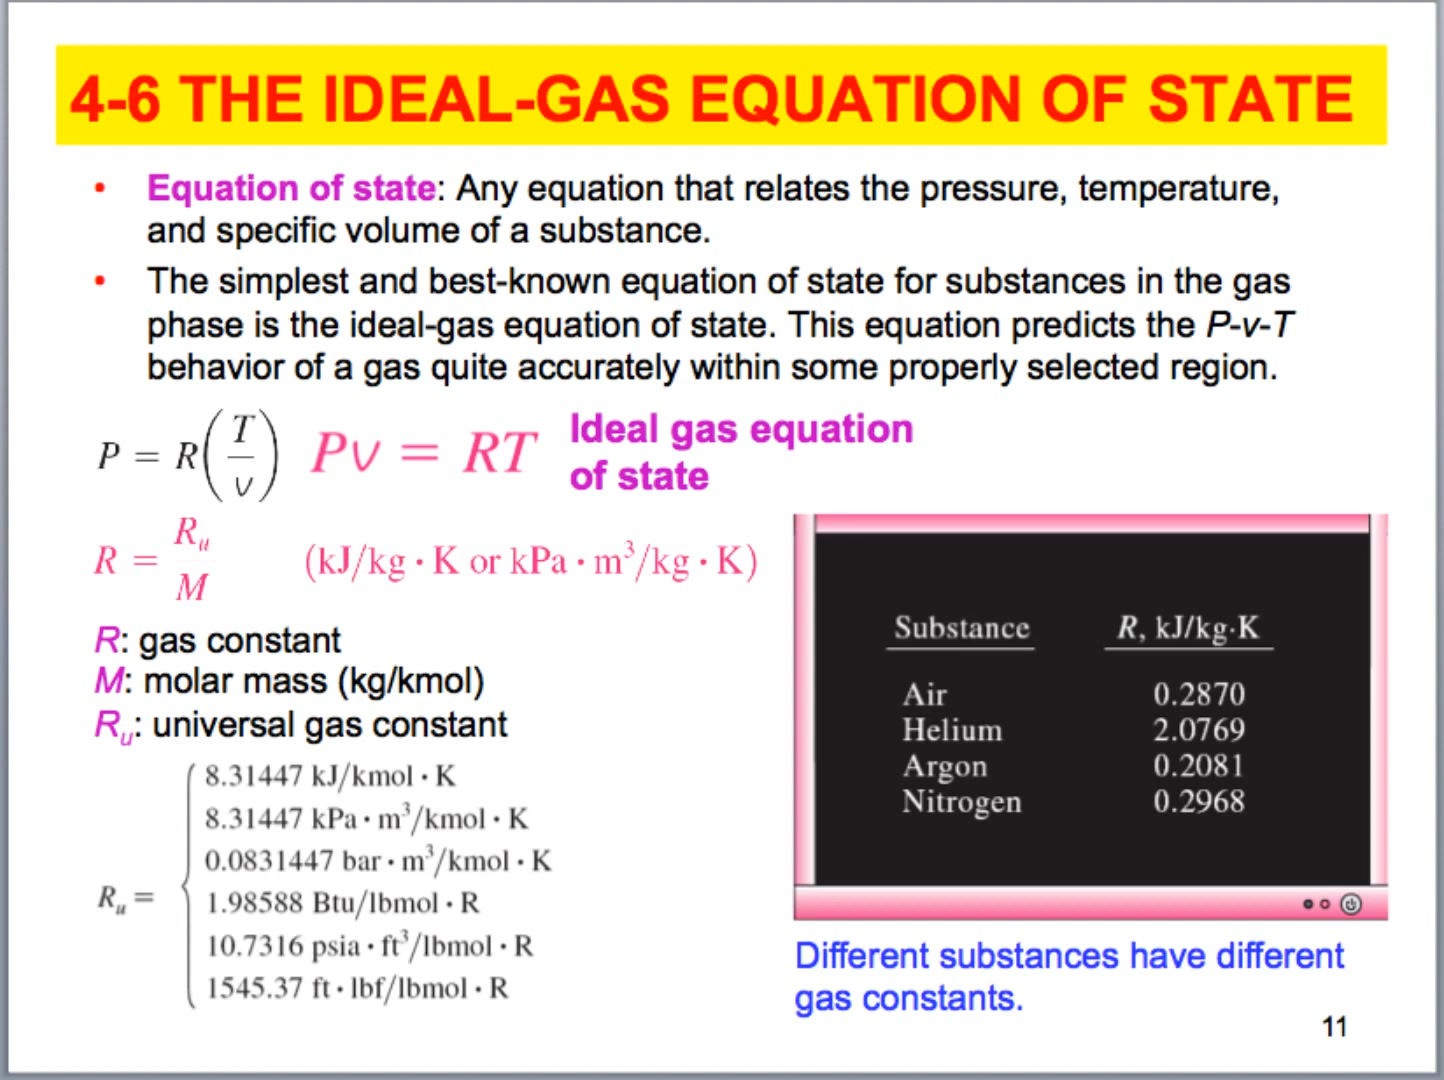 4-6 THE IDEAL-GAS EQUATION OF STATE
• Equation of state: Any equation that relates the pressure, temperature,
and specific volume of a substance.
• The simplest and best-known equation of state for substances in the gas
phase is the ideal-gas equation of state. This equation predicts the P-v-T
behavior of a gas quite accurately within some properly selected region.
P = R(T/v) Pv = RT Ideal gas equation
of state
R = R_u/M (kJ/kg · K or kPa · m³/kg · K)
R: gas constant
M: molar mass (kg/kmol)
R_u: universal gas constant
R_u = { 8.31447 kJ/kmol · K
8.31447 kPa · m³/kmol · K
0.0831447 bar · m³/kmol · K
1.98588 Btu/lbmol · R
10.7316 psia · ft³/lbmol · R
1545.37 ft · lbf/lbmol · R
Substance R, kJ/kg·K
Air 0.2870
Helium 2.0769
Argon 0.2081
Nitrogen 0.2968
Different substances have different
gas constants.
11